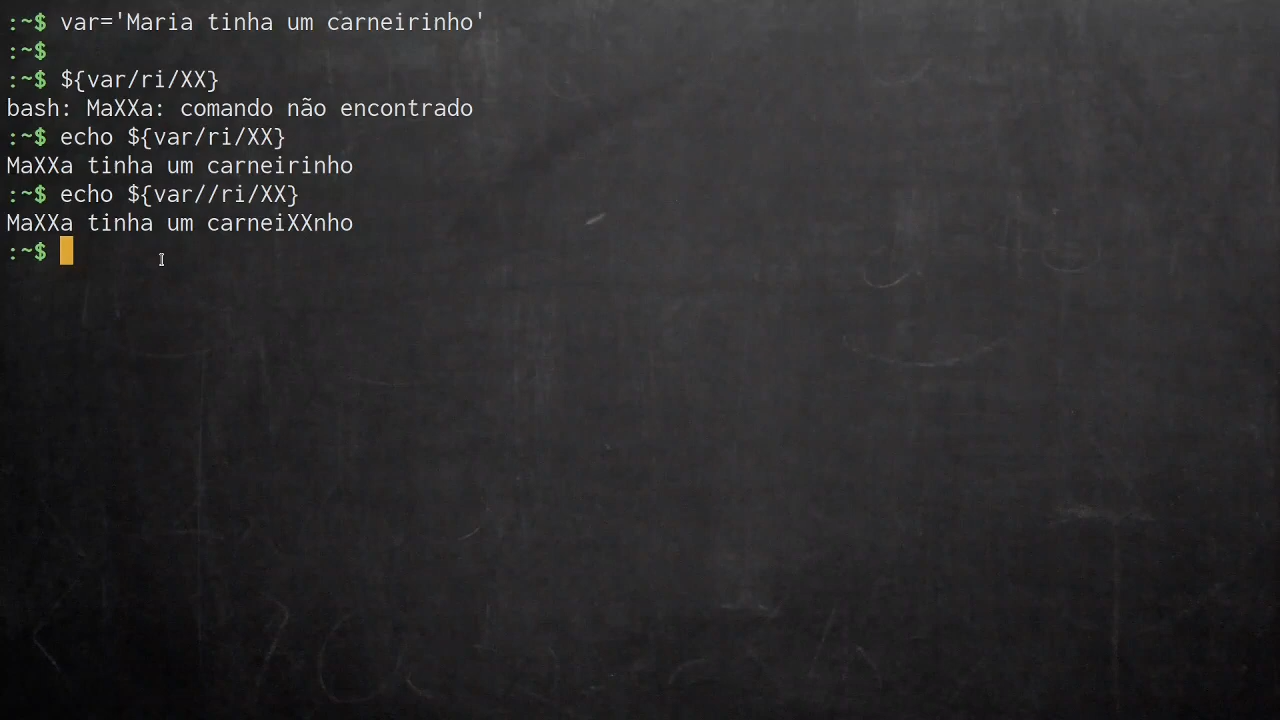 :~$ var='Maria tinha um carneirinho'
:~$
:~$ ${var/ri/XX}
bash: MaXXa: comando não encontrado
:~$ echo ${var/ri/XX}
MaXXa tinha um carneirinho
:~$ echo ${var//ri/XX}
MaXXa tinha um carneiXXnho
:~$